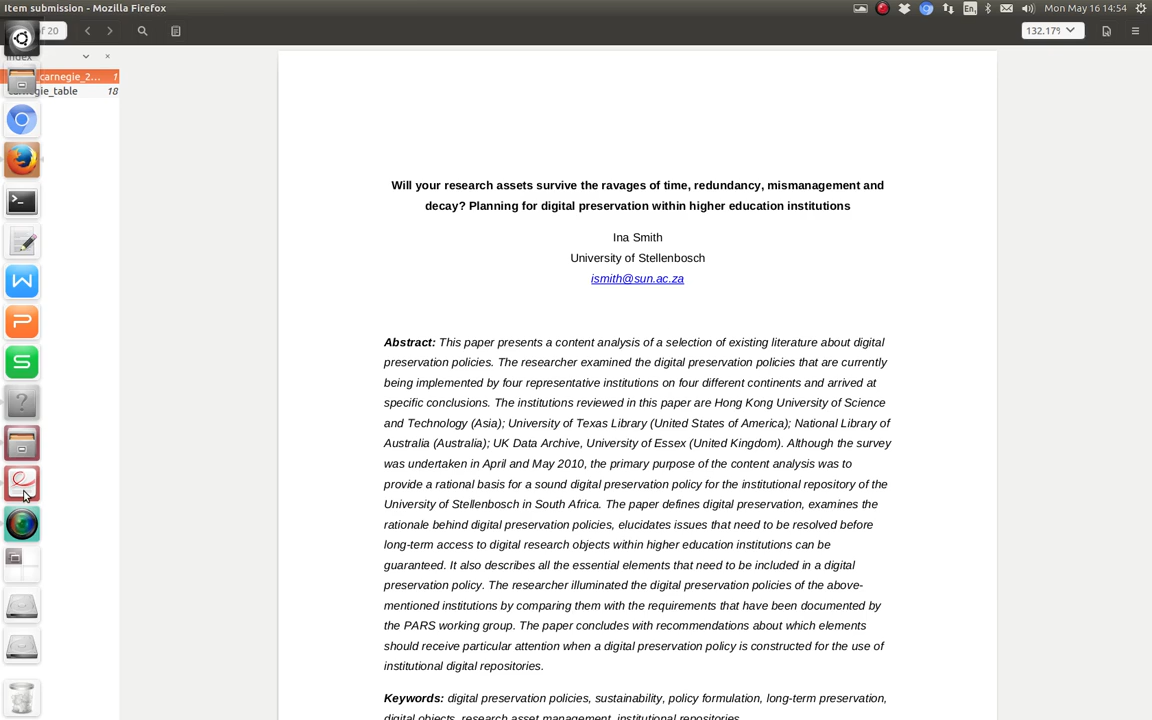 Item submission - Mozilla Firefox
En
Mon May 16 14:54
of 20
132.17%
Index
carnegie_2... 1
carnegie_table 18
Will your research assets survive the ravages of time, redundancy, mismanagement and
decay? Planning for digital preservation within higher education institutions
Ina Smith
University of Stellenbosch
ismith@sun.ac.za
Abstract: This paper presents a content analysis of a selection of existing literature about digital
preservation policies. The researcher examined the digital preservation policies that are currently
being implemented by four representative institutions on four different continents and arrived at
specific conclusions. The institutions reviewed in this paper are Hong Kong University of Science
and Technology (Asia); University of Texas Library (United States of America); National Library of
Australia (Australia); UK Data Archive, University of Essex (United Kingdom). Although the survey
was undertaken in April and May 2010, the primary purpose of the content analysis was to
provide a rational basis for a sound digital preservation policy for the institutional repository of the
University of Stellenbosch in South Africa. The paper defines digital preservation, examines the
rationale behind digital preservation policies, elucidates issues that need to be resolved before
long-term access to digital research objects within higher education institutions can be
guaranteed. It also describes all the essential elements that need to be included in a digital
preservation policy. The researcher illuminated the digital preservation policies of the above-
mentioned institutions by comparing them with the requirements that have been documented by
the PARS working group. The paper concludes with recommendations about which elements
should receive particular attention when a digital preservation policy is constructed for the use of
institutional digital repositories.
Keywords: digital preservation policies, sustainability, policy formulation, long-term preservation,
digital objects, research asset management, institutional repositories